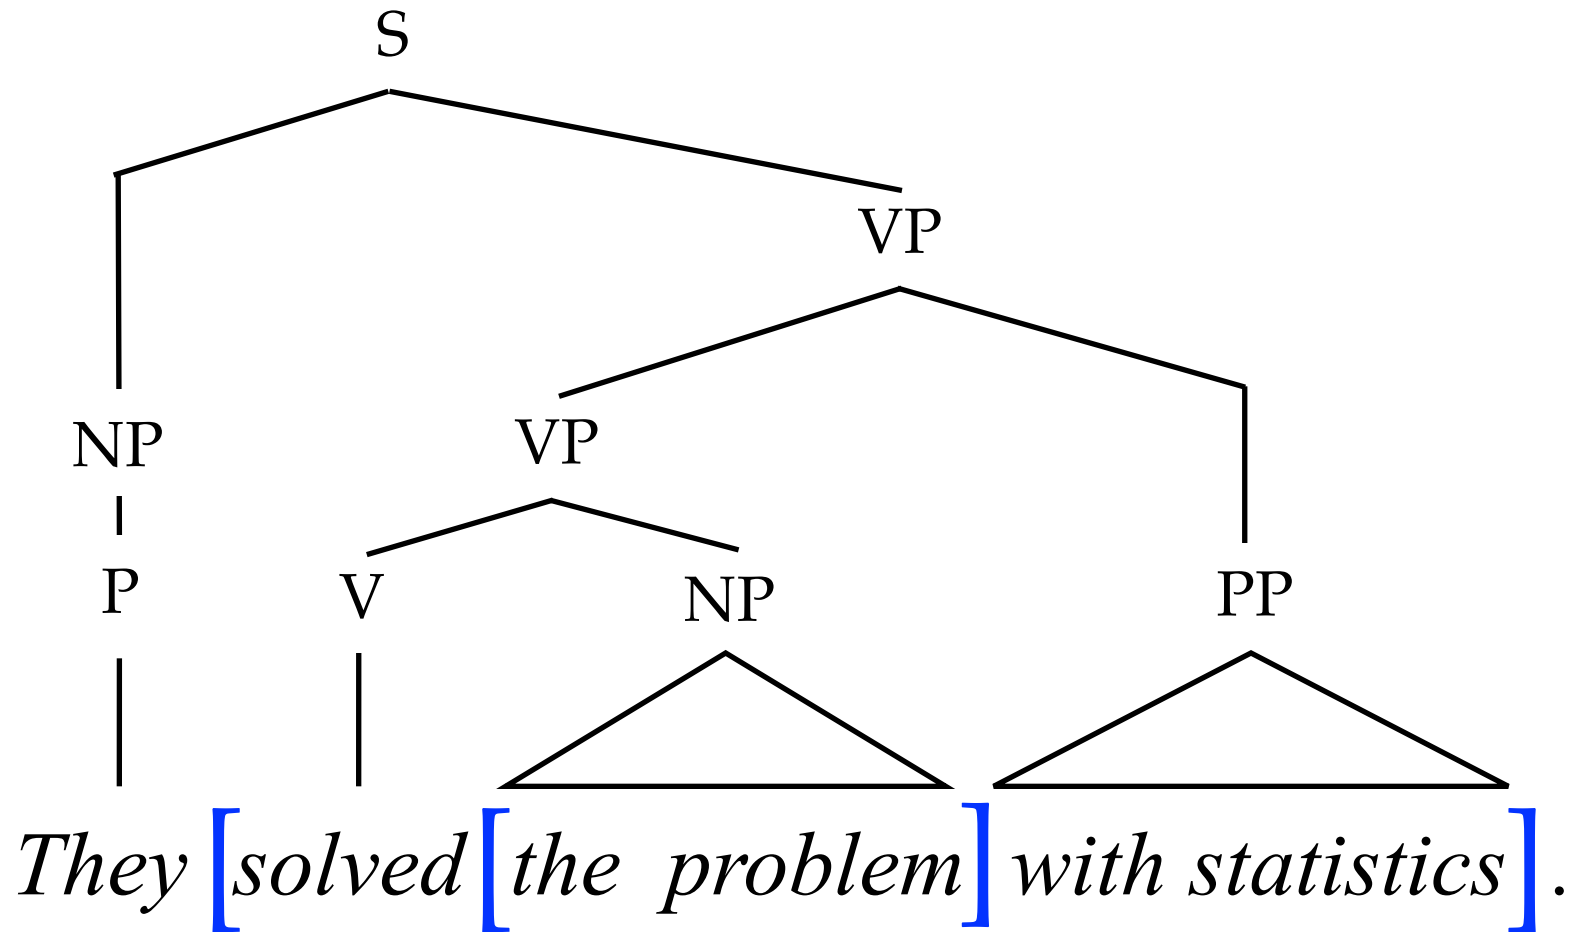 S
VP
NP VP
P V NP PP
They [solved [the problem] with statistics].